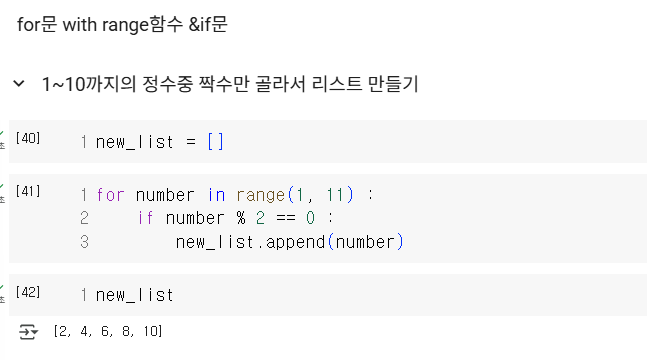 for문 with range함수 &if문
1~10까지의 정수중 짝수만 골라서 리스트 만들기
[40] 1 new_list = []
[41] 1 for number in range(1, 11) :
2 if number % 2 == 0 :
3 new_list.append(number)
[42] 1 new_list
[2, 4, 6, 8, 10]